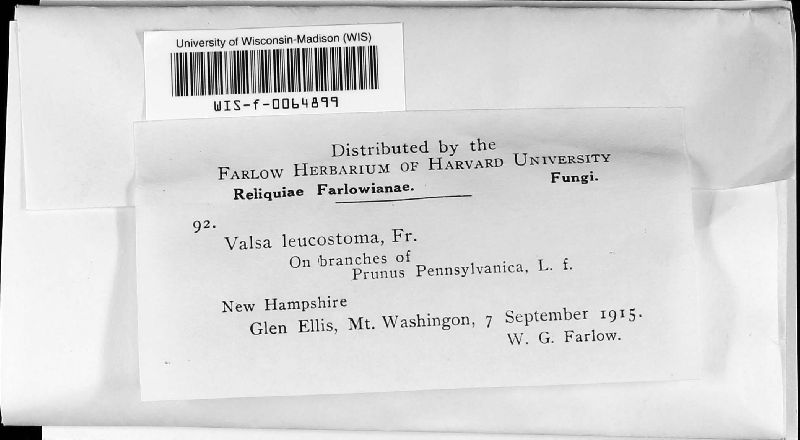 University of Wisconsin-Madison (WIS)
WIS-f-0064899
Distributed by the
FARLOW HERBARIUM OF HARVARD UNIVERSITY
Reliquiae Farlowianae. Fungi.
92.
Valsa leucostoma, Fr.
On branches of
Prunus Pennsylvanica, L. f.
New Hampshire
Glen Ellis, Mt. Washingon, 7 September 1915.
W. G. Farlow.